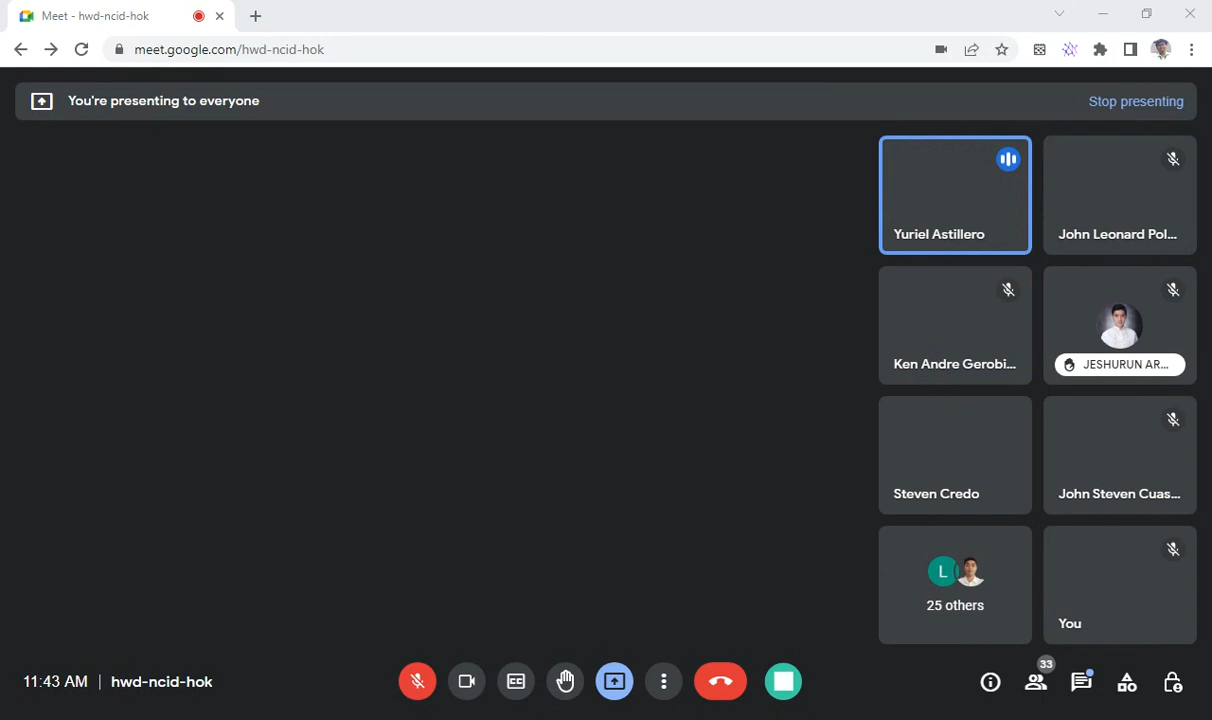 Meet - hwd-ncid-hok
meet.google.com/hwd-ncid-hok
You're presenting to everyone
Stop presenting
Yuriel Astillero
John Leonard Pol...
Ken Andre Gerobi...
JESHURUN AR...
Steven Credo
John Steven Cuas...
L
25 others
You
11:43 AM | hwd-ncid-hok
CC
33